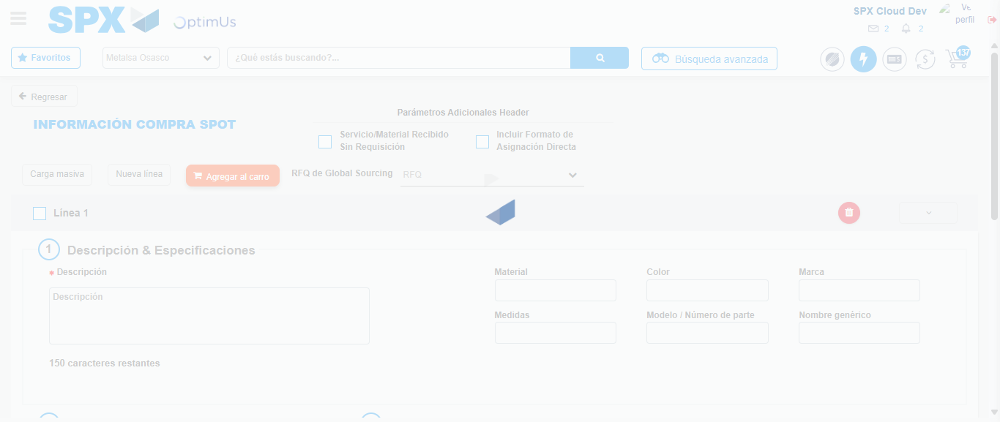 SPX
OptimUs
SPX Cloud Dev
Ve
perfil
2
2
Favoritos
Metalsa Osasco
¿Qué estás buscando?...
Búsqueda avanzada
$
137
Regresar
INFORMACIÓN COMPRA SPOT
Parámetros Adicionales Header
Servicio/Material Recibido
Sin Requisición
Incluir Formato de
Asignación Directa
Carga masiva
Nueva línea
Agregar al carro
RFQ de Global Sourcing
RFQ
Linea 1
1
Descripción & Especificaciones
* Descripción
Descripción
150 caracteres restantes
Material
Color
Marca
Medidas
Modelo / Número de parte
Nombre genérico